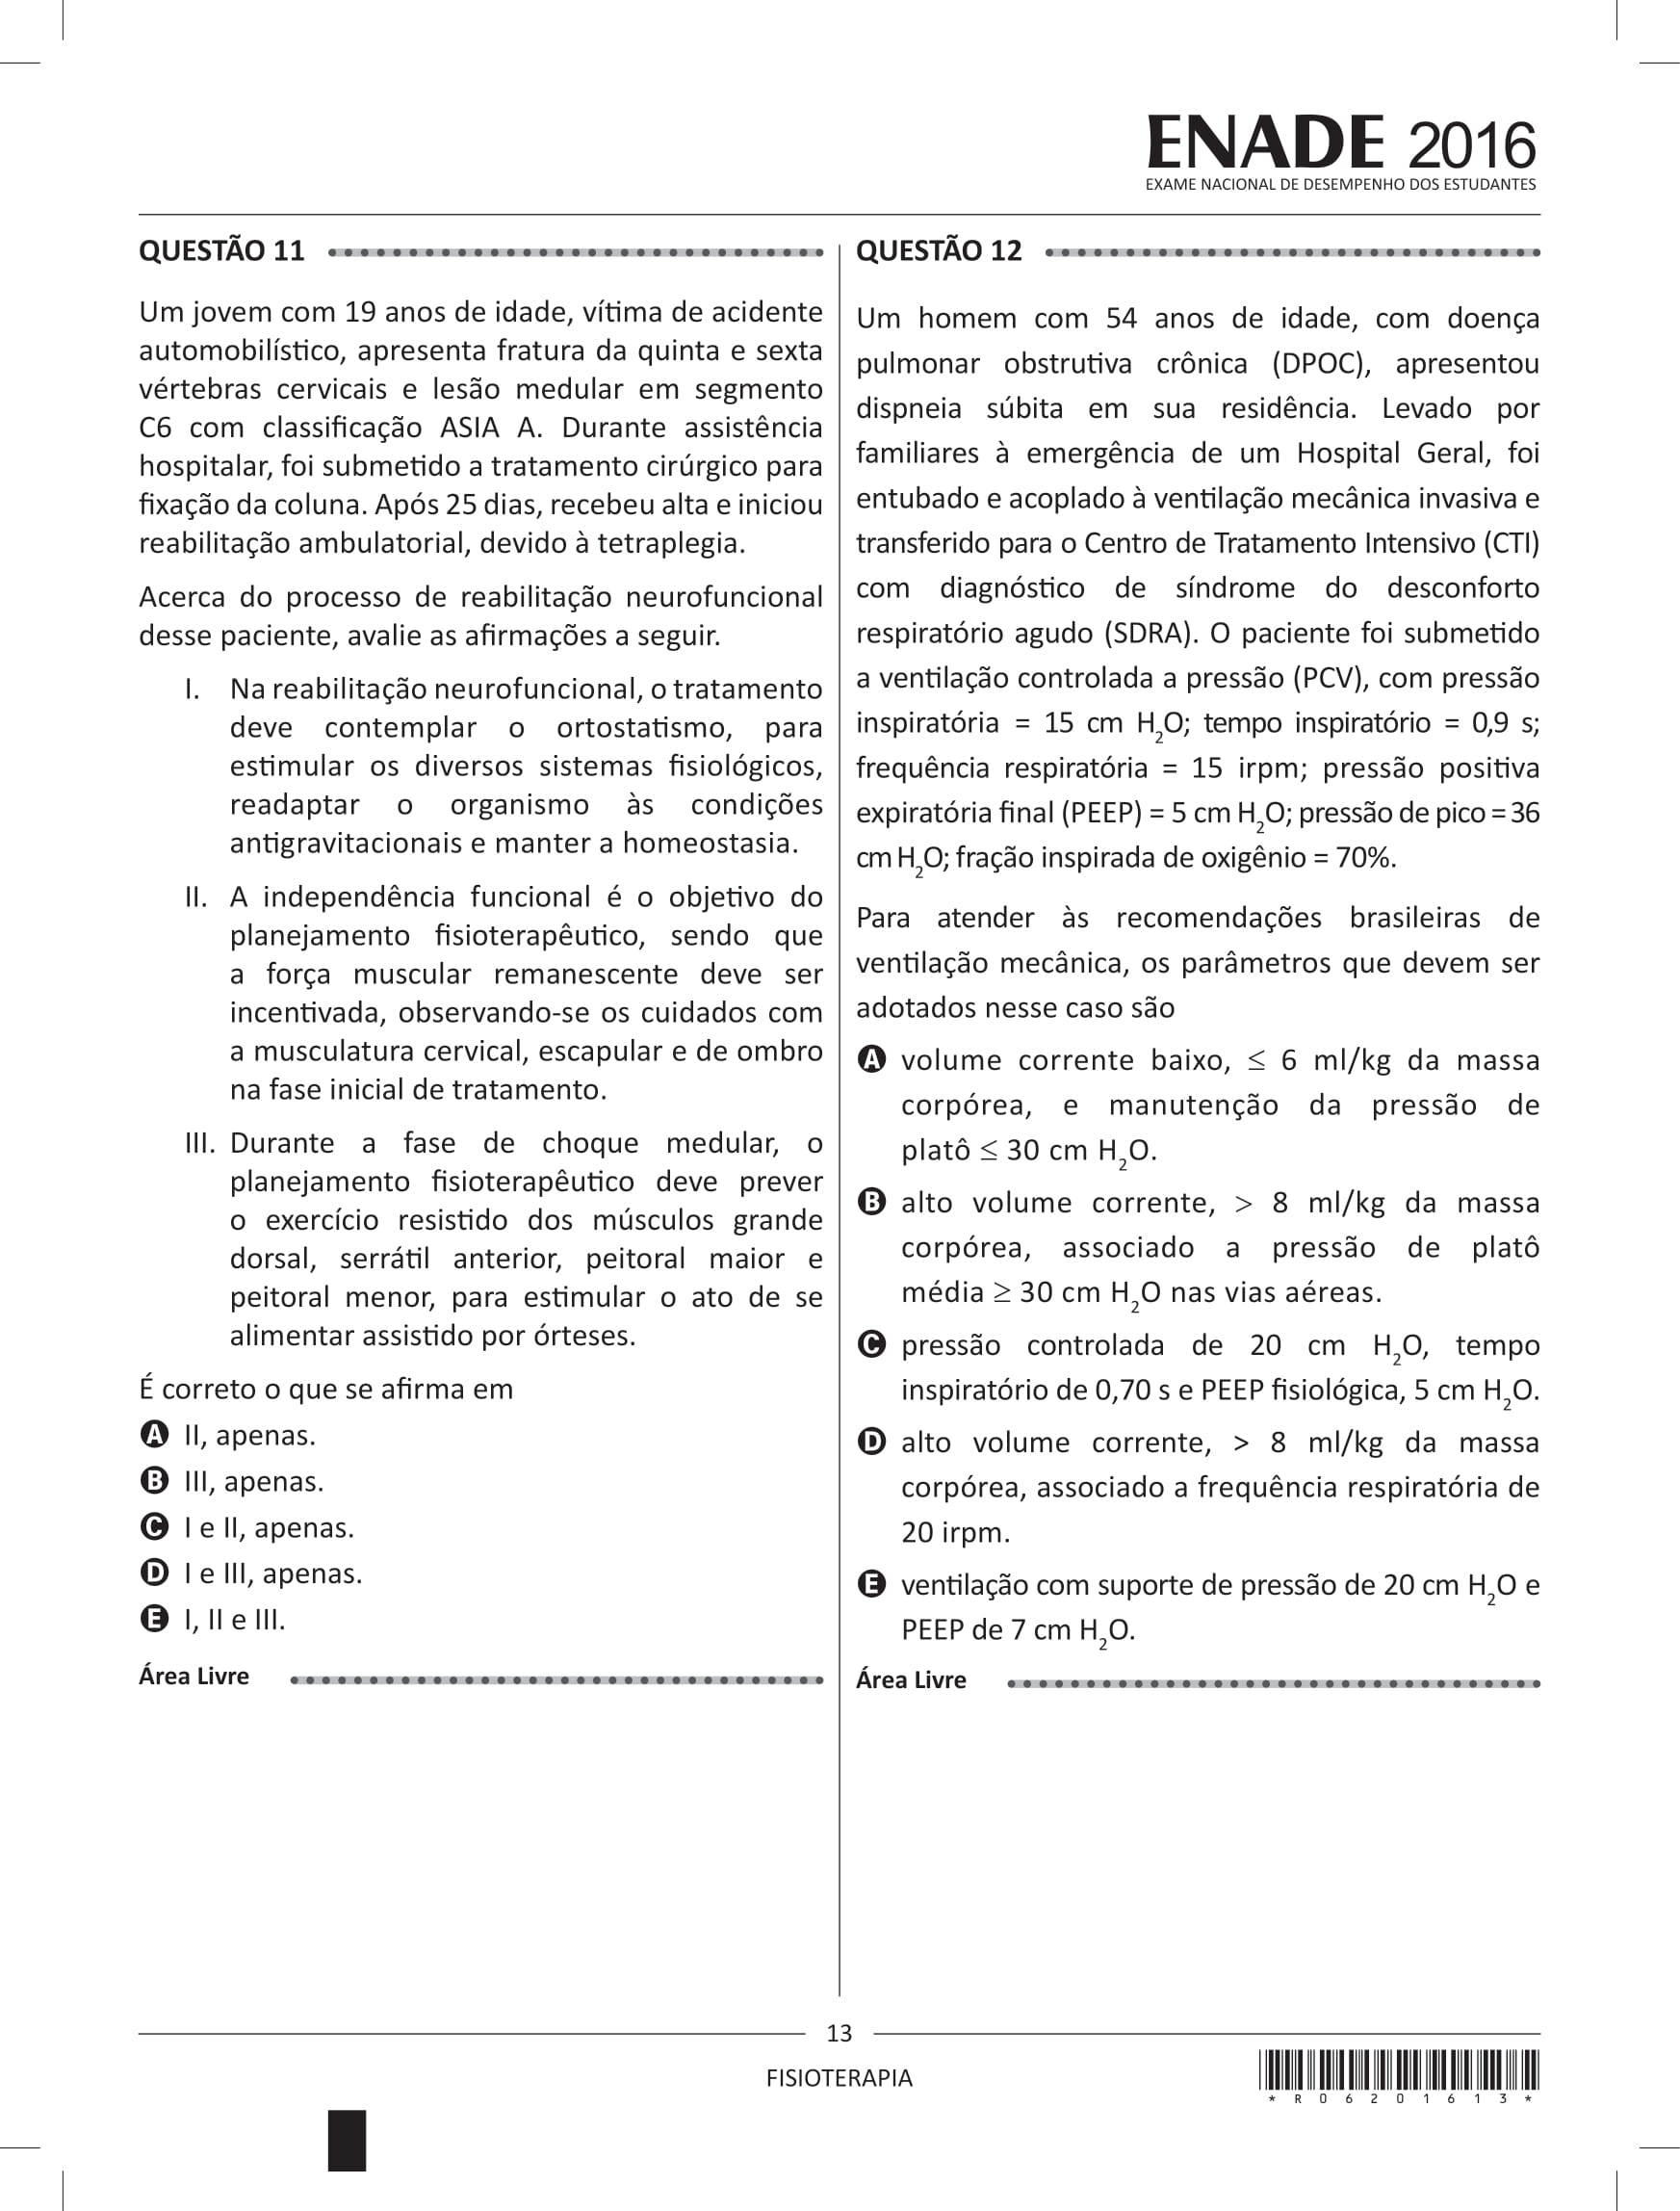 ENADE 2016
EXAME NACIONAL DE DESEMPENHO DOS ESTUDANTES
QUESTÃO 11
Um jovem com 19 anos de idade, vítima de acidente
automobilístico, apresenta fratura da quinta e sexta
vértebras cervicais e lesão medular em segmento
C6 com classificação ASIA A. Durante assistência
hospitalar, foi submetido a tratamento cirúrgico para
fixação da coluna. Após 25 dias, recebeu alta e iniciou
reabilitação ambulatorial, devido à tetraplegia.
Acerca do processo de reabilitação neurofuncional
desse paciente, avalie as afirmações a seguir.
I. Na reabilitação neurofuncional, o tratamento
deve contemplar o ortostatismo, para
estimular os diversos sistemas fisiológicos,
readaptar o organismo às condições
antigravitacionais e manter a homeostasia.
II. A independência funcional é o objetivo do
planejamento fisioterapêutico, sendo que
a força muscular remanescente deve ser
incentivada, observando-se os cuidados com
a musculatura cervical, escapular e de ombro
na fase inicial de tratamento.
III. Durante a fase de choque medular, o
planejamento fisioterapêutico deve prever
o exercício resistido dos músculos grande
dorsal, serrátil anterior, peitoral maior e
peitoral menor, para estimular o ato de se
alimentar assistido por órteses.
É correto o que se afirma em
A II, apenas.
B III, apenas.
C I e II, apenas.
D I e III, apenas.
E I, II e III.
Área Livre
QUESTÃO 12
Um homem com 54 anos de idade, com doença
pulmonar obstrutiva crônica (DPOC), apresentou
dispneia súbita em sua residência. Levado por
familiares à emergência de um Hospital Geral, foi
entubado e acoplado à ventilação mecânica invasiva e
transferido para o Centro de Tratamento Intensivo (CTI)
com diagnóstico de síndrome do desconforto
respiratório agudo (SDRA). O paciente foi submetido
a ventilação controlada a pressão (PCV), com pressão
inspiratória = 15 cm H₂O; tempo inspiratório = 0,9 s;
frequência respiratória = 15 irpm; pressão positiva
expiratória final (PEEP) = 5 cm H₂O; pressão de pico = 36
cm H₂O; fração inspirada de oxigênio = 70%.
Para atender às recomendações brasileiras de
ventilação mecânica, os parâmetros que devem ser
adotados nesse caso são
A volume corrente baixo, ≤ 6 ml/kg da massa
corpórea, e manutenção da pressão de
platô ≤ 30 cm H₂O.
B alto volume corrente, > 8 ml/kg da massa
corpórea, associado a pressão de platô
média ≥ 30 cm H₂O nas vias aéreas.
C pressão controlada de 20 cm H₂O, tempo
inspiratório de 0,70 s e PEEP fisiológica, 5 cm H₂O.
D alto volume corrente, > 8 ml/kg da massa
corpórea, associado a frequência respiratória de
20 irpm.
E ventilação com suporte de pressão de 20 cm H₂O e
PEEP de 7 cm H₂O.
Área Livre
13
FISIOTERAPIA
* R 0 6 2 0 1 6 1 3 *